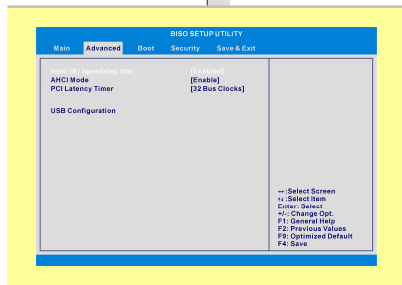 BISO SETUP UTILITY
Main Advanced Boot Security Save & Exit
Intel (R) Speedstep (tm) [Enabled]
AHCI Mode [Enable]
PCI Latency Timer [32 Bus Clocks]
USB Configuration
↔:Select Screen
↑↓:Select Item
Enter: Select
+/-: Change Opt.
F1: General Help
F2: Previous Values
F9: Optimized Default
F4: Save